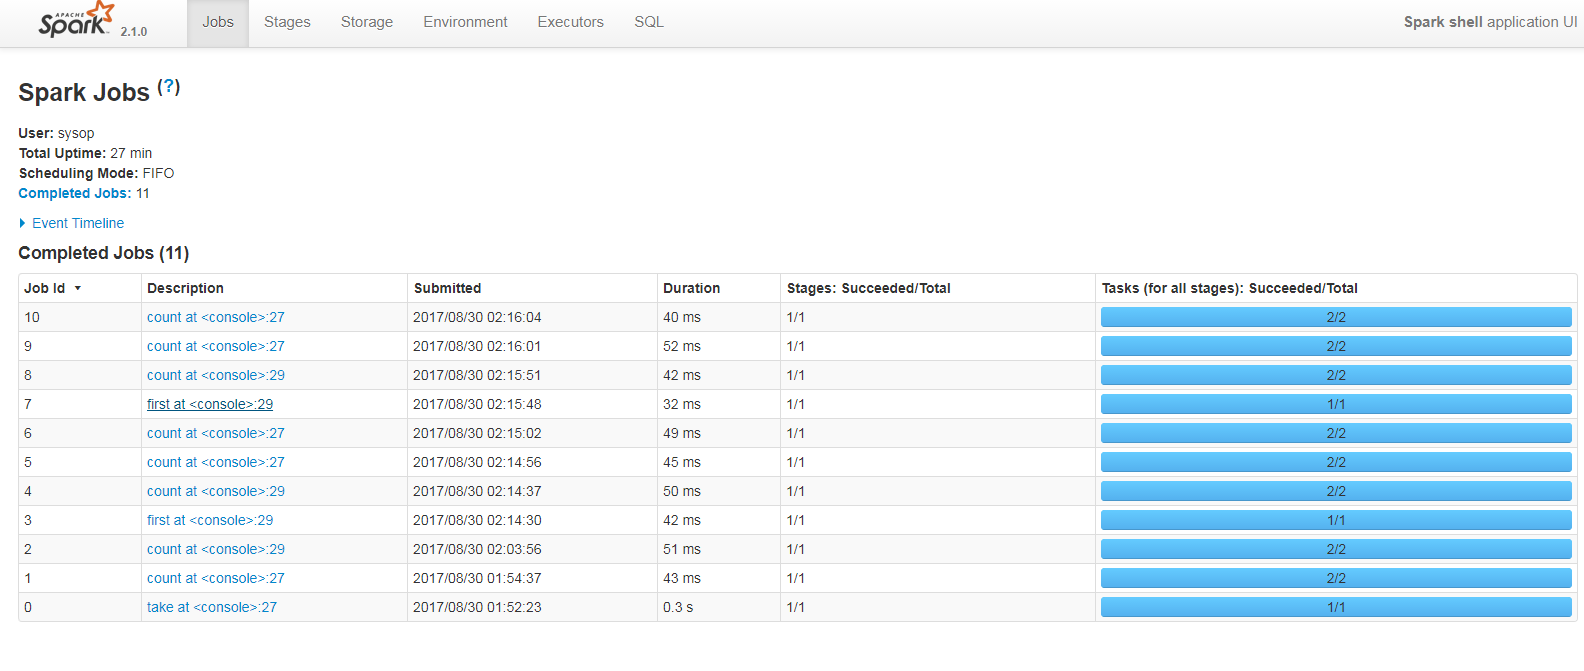 APACHE Spark 2.1.0 Jobs Stages Storage Environment Executors SQL Spark shell application UI
Spark Jobs (?)
User: sysop
Total Uptime: 27 min
Scheduling Mode: FIFO
Completed Jobs: 11
Event Timeline
Completed Jobs (11)
Job Id Description Submitted Duration Stages: Succeeded/Total Tasks (for all stages): Succeeded/Total
10 count at <console>:27 2017/08/30 02:16:04 40 ms 1/1 2/2
9 count at <console>:27 2017/08/30 02:16:01 52 ms 1/1 2/2
8 count at <console>:29 2017/08/30 02:15:51 42 ms 1/1 2/2
7 first at <console>:29 2017/08/30 02:15:48 32 ms 1/1 1/1
6 count at <console>:27 2017/08/30 02:15:02 49 ms 1/1 2/2
5 count at <console>:27 2017/08/30 02:14:56 45 ms 1/1 2/2
4 count at <console>:29 2017/08/30 02:14:37 50 ms 1/1 2/2
3 first at <console>:29 2017/08/30 02:14:30 42 ms 1/1 1/1
2 count at <console>:29 2017/08/30 02:03:56 51 ms 1/1 2/2
1 count at <console>:27 2017/08/30 01:54:37 43 ms 1/1 2/2
0 take at <console>:27 2017/08/30 01:52:23 0.3 s 1/1 1/1